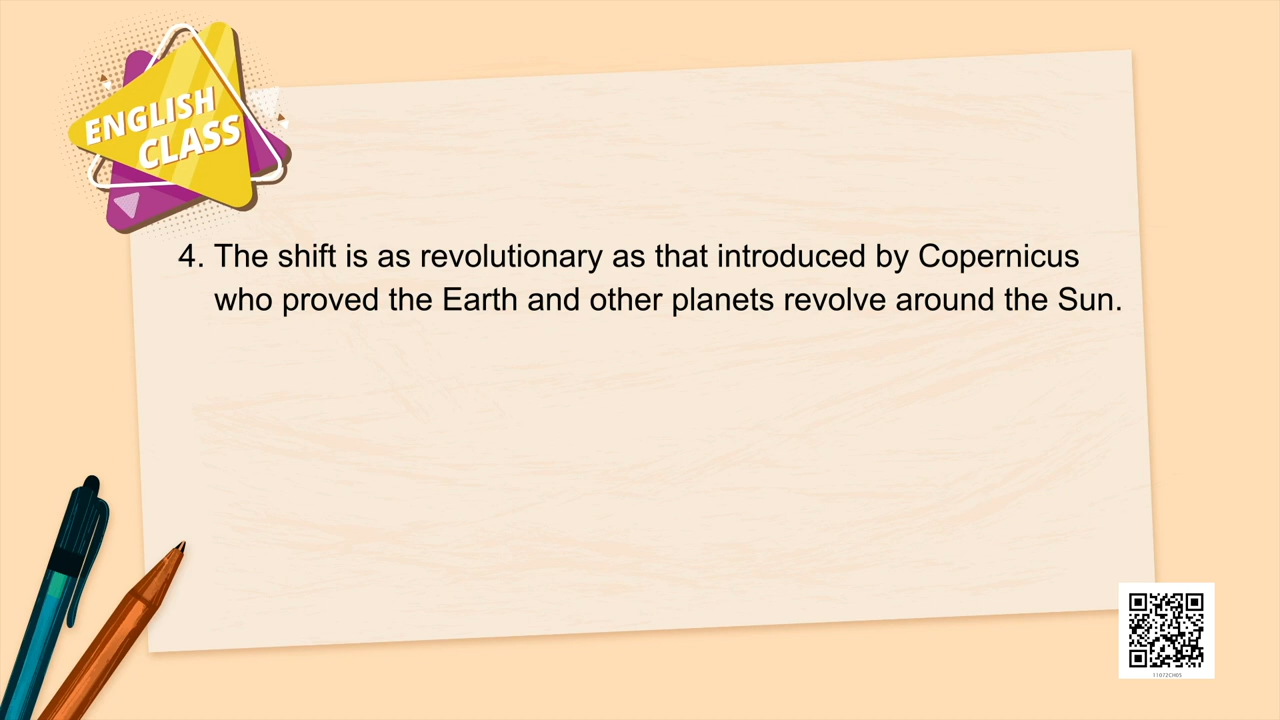 ENGLISH
CLASS
4. The shift is as revolutionary as that introduced by Copernicus
who proved the Earth and other planets revolve around the Sun.
11072CH05